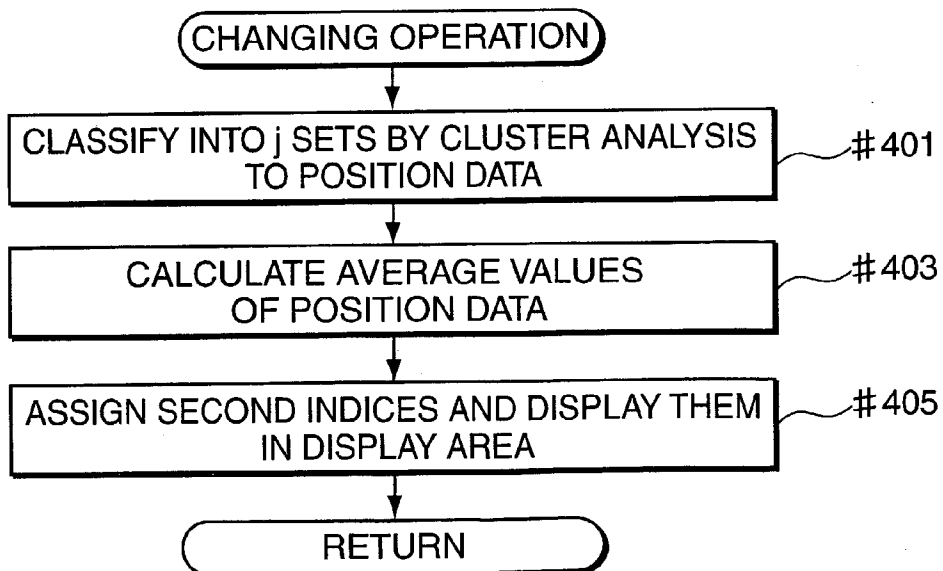 CHANGING OPERATION
CLASSIFY INTO j SETS BY CLUSTER ANALYSIS
TO POSITION DATA
#401
CALCULATE AVERAGE VALUES
OF POSITION DATA
#403
ASSIGN SECOND INDICES AND DISPLAY THEM
IN DISPLAY AREA
#405
RETURN